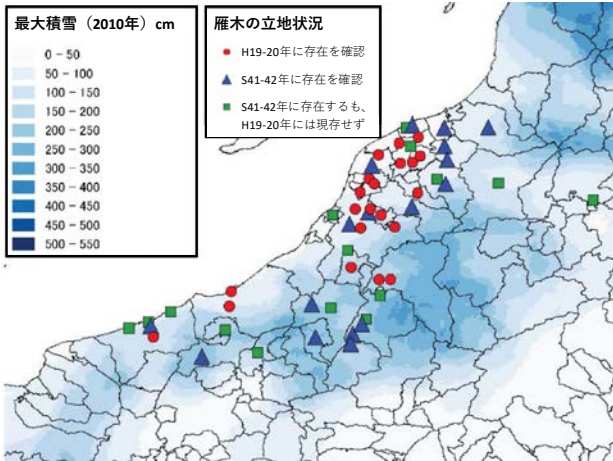 最大積雪（2010年）cm
0 - 50
50 - 100
100 - 150
150 - 200
200 - 250
250 - 300
300 - 350
350 - 400
400 - 450
450 - 500
500 - 550
雁木の立地状況
H19-20年に存在を確認
S41-42年に存在を確認
S41-42年に存在するも、
H19-20年には現存せず